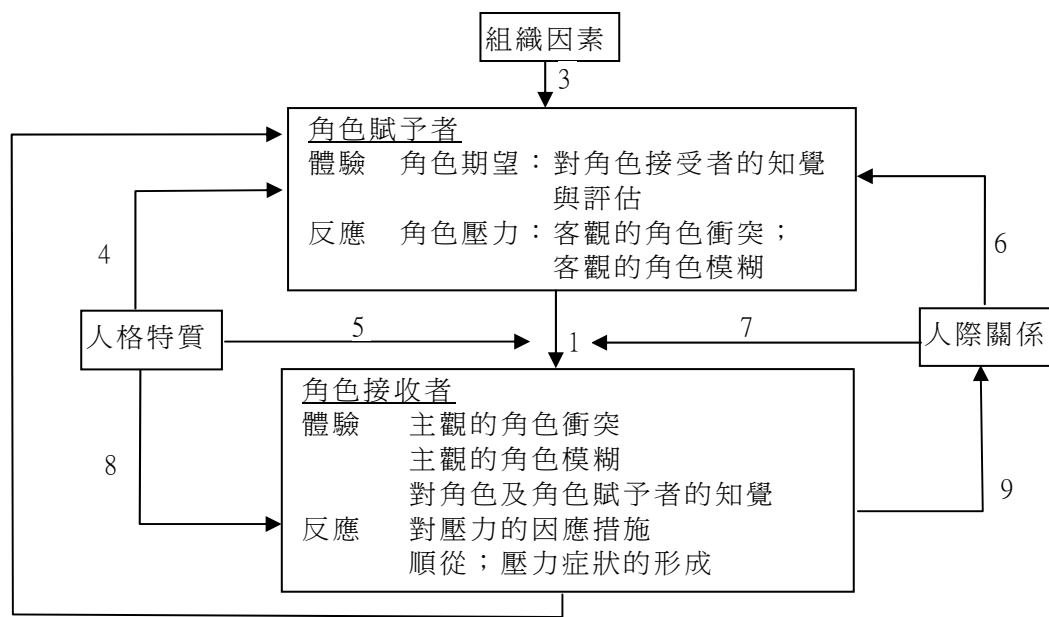 組織因素
3
角色賦予者
體驗 角色期望：對角色接受者的知覺
與評估
反應 角色壓力：客觀的角色衝突；
客觀的角色模糊
4
6
人格特質
5
1
7
人際關係
角色接收者
體驗 主觀的角色衝突
主觀的角色模糊
對角色及角色賦予者的知覺
反應 對壓力的因應措施
順從；壓力症狀的形成
8
9